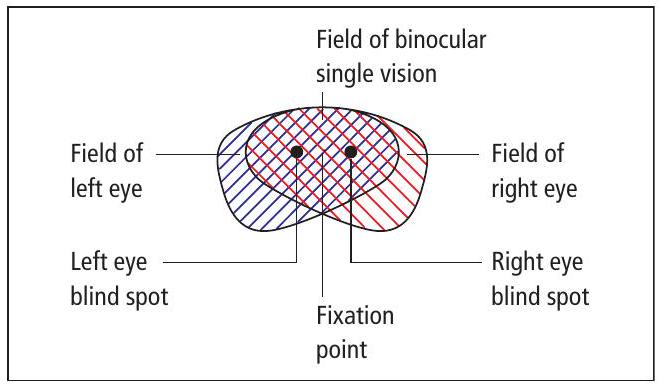 Field of binocular
single vision
Field of
left eye
Field of
right eye
Left eye
blind spot
Right eye
blind spot
Fixation
point